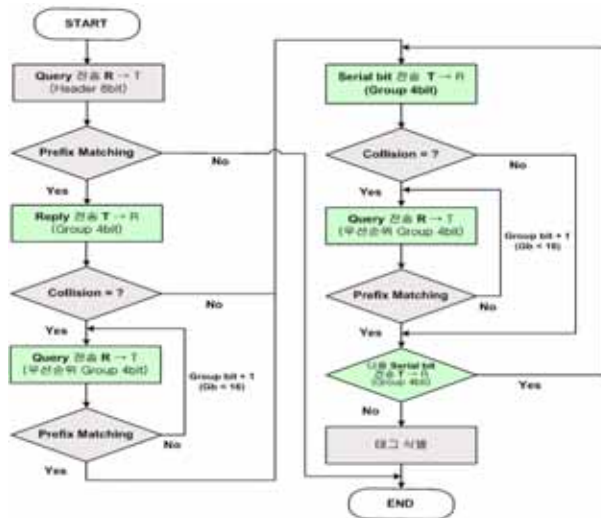 START
Query 전송 R → T
(Header 8bit)
Prefix Matching
No
Yes
Reply 전송 T → R
(Group 4bit)
Collision = ?
No
Yes
Query 전송 R → T
(우선순위 Group 4bit)
Group bit + 1
(Gb < 16)
Prefix Matching
No
Yes
Serial bit 전송 T → R
(Group 4bit)
Collision = ?
No
Yes
Query 전송 R → T
(우선순위 Group 4bit)
Group bit + 1
(Gb < 16)
Prefix Matching
No
Yes
다음 Serial bit
전송 T → R
(Group 4bit)
Yes
No
태그 식별
END